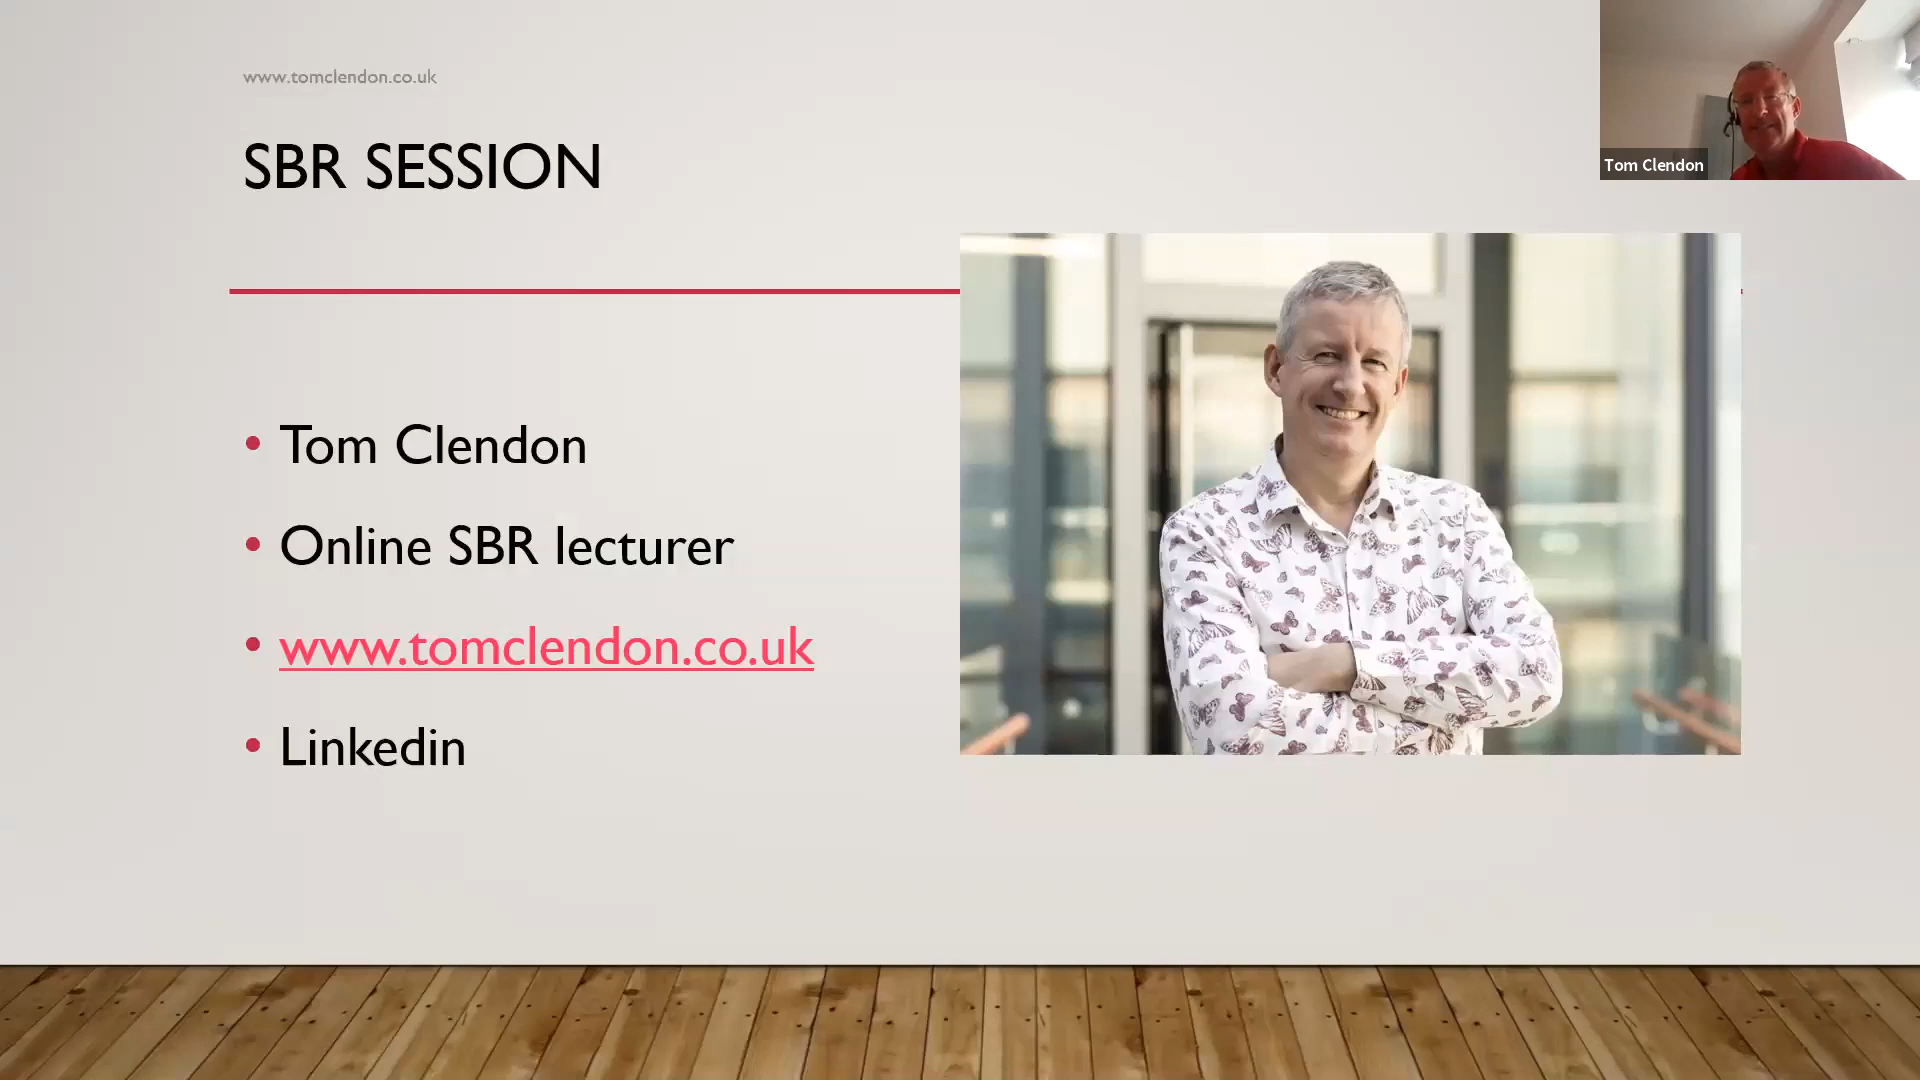 www.tomclendon.co.uk
SBR SESSION
Tom Clendon
• Tom Clendon
• Online SBR lecturer
• www.tomclendon.co.uk
• Linkedin